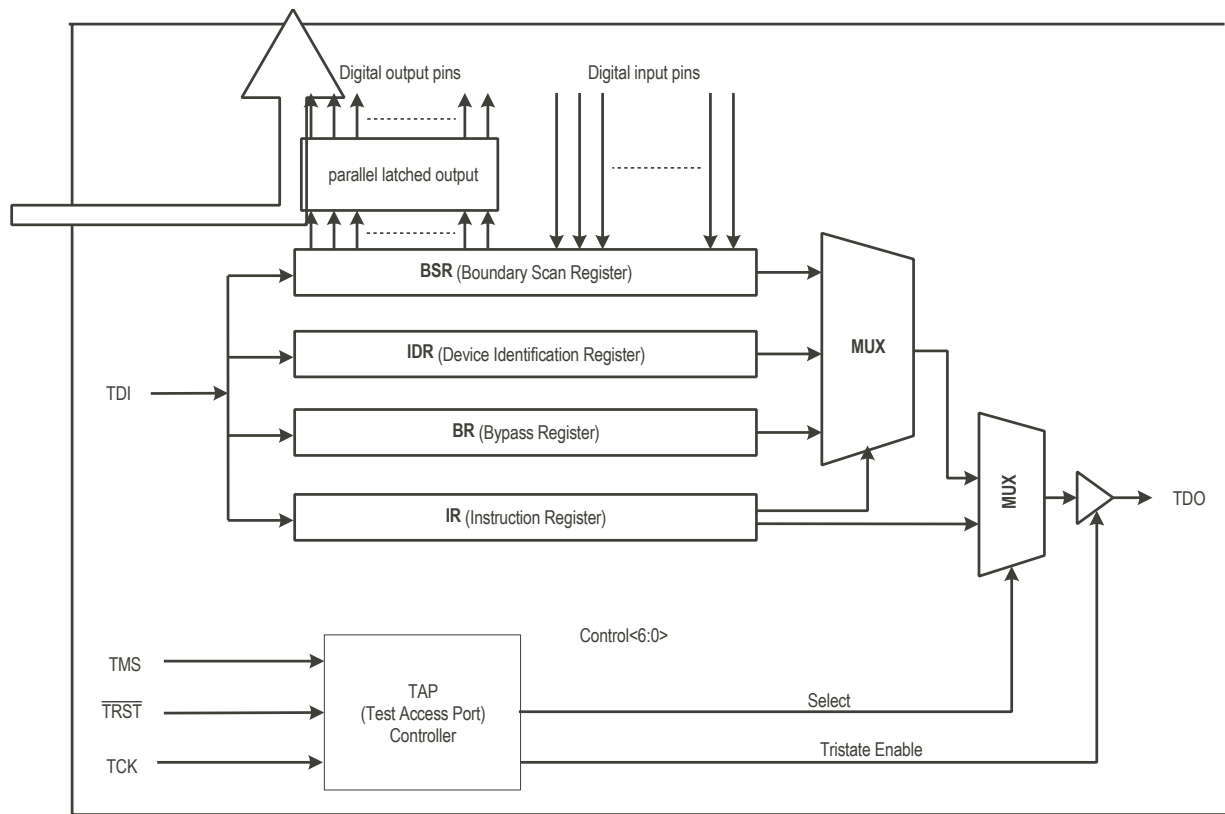 Digital output pins
Digital input pins
parallel latched output
BSR (Boundary Scan Register)
IDR (Device Identification Register)
MUX
TDI
BR (Bypass Register)
MUX
TDO
IR (Instruction Register)
Control<6:0>
TMS
TAP
(Test Access Port)
Controller
TRST
Select
Tristate Enable
TCK